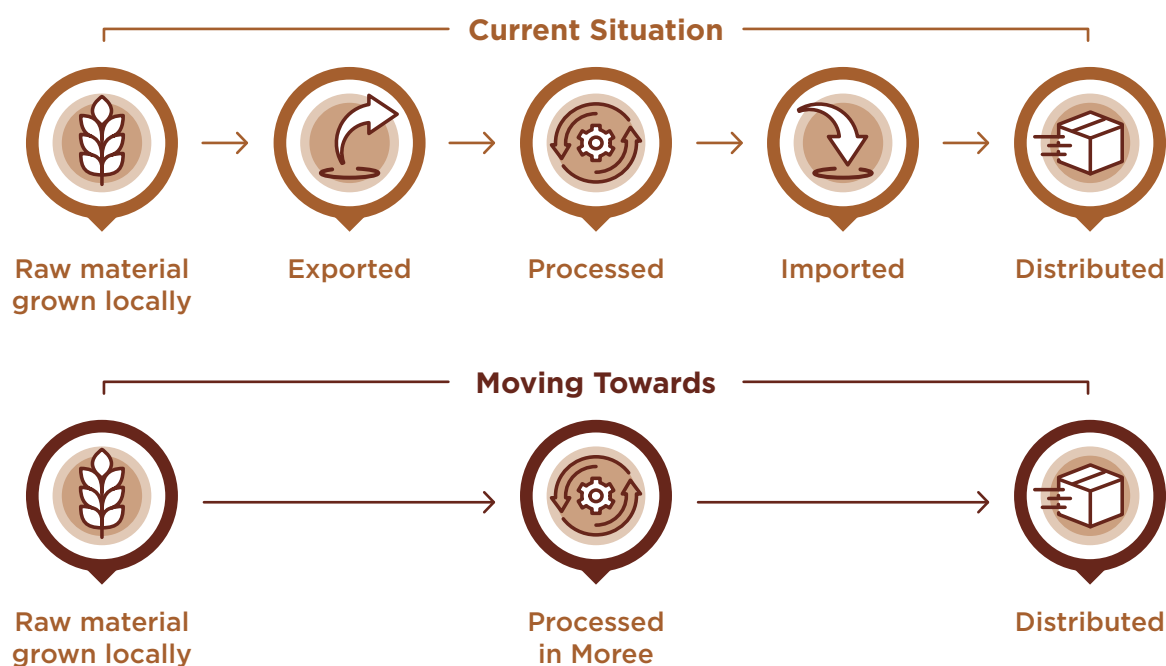 Current Situation
Raw material
grown locally
Exported
Processed
Imported
Distributed
Moving Towards
Raw material
grown locally
Processed
in Moree
Distributed